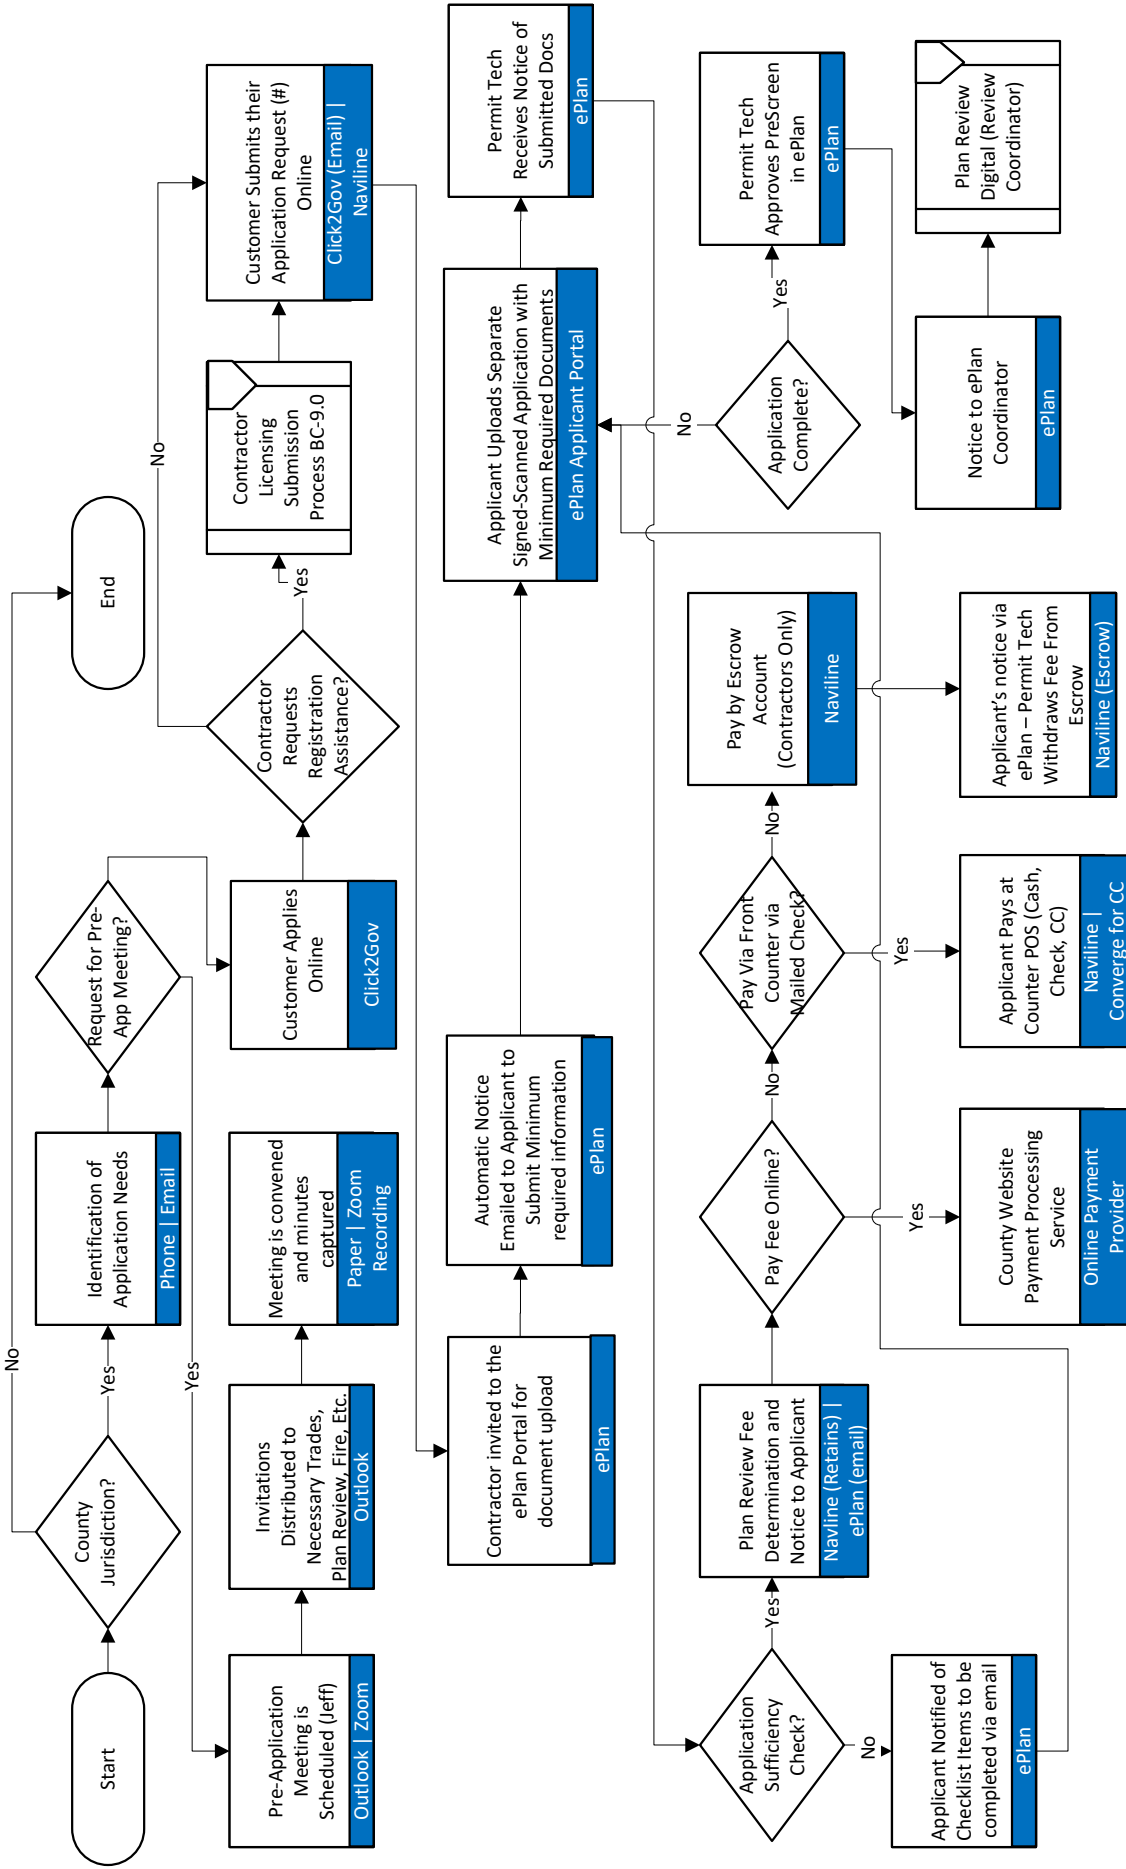 Start
County
Jurisdiction?
No
Yes
Identification of
Application Needs
Phone | Email
Request for Pre-
App Meeting?
Yes
End
Pre-Application
Meeting is
Scheduled (Jeff)
Outlook | Zoom
Invitations
Distributed to
Necessary Trades,
Plan Review, Fire, Etc.
Outlook
Meeting is convened
and minutes
captured
Paper | Zoom
Recording
Customer Applies
Online
Click2Gov
Contractor
Requests
Registration
Assistance?
No
Yes
Contractor
Licensing
Submission
Process BC-9.0
Customer Submits their
Application Request (#)
Online
Click2Gov (Email) |
Naviline
Contractor invited to the
ePlan Portal for
document upload
ePlan
Automatic Notice
Emailed to Applicant to
Submit Minimum
required information
ePlan
Applicant Uploads Separate
Signed-Scanned Application with
Minimum Required Documents
ePlan Applicant Portal
Permit Tech
Receives Notice of
Submitted Docs
ePlan
Application
Sufficiency
Check?
Yes
No
Applicant Notified of
Checklist Items to be
completed via email
ePlan
Plan Review Fee
Determination and
Notice to Applicant
Navline (Retains) |
ePlan (email)
Pay Fee Online?
No
Yes
County Website
Payment Processing
Service
Online Payment
Provider
Pay Via Front
Counter via
Mailed Check?
No
Yes
Applicant Pays at
Counter POS (Cash,
Check, CC)
Naviline |
Converge for CC
Pay by Escrow
Account
(Contractors Only)
Naviline
Applicant’s notice via
ePlan – Permit Tech
Withdraws Fee From
Escrow
Naviline (Escrow)
Application
Complete?
No
Yes
Permit Tech
Approves PreScreen
in ePlan
ePlan
Notice to ePlan
Coordinator
ePlan
Plan Review
Digital (Review
Coordinator)